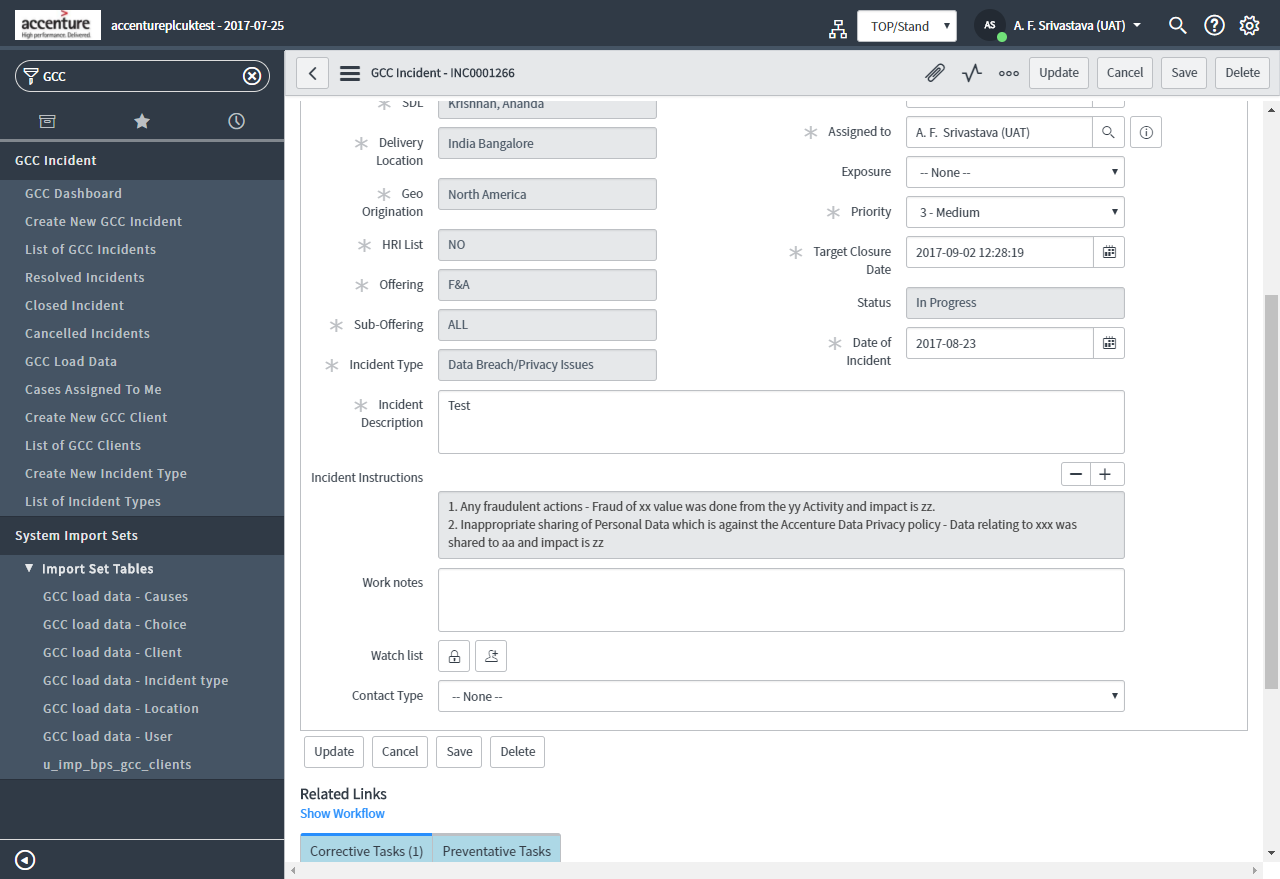 accenture
High performance. Delivered.
accentureplcuktest - 2017-07-25
TOP/Stand
AS
A. F. Srivastava (UAT)
GCC
GCC Incident
GCC Dashboard
Create New GCC Incident
List of GCC Incidents
Resolved Incidents
Closed Incident
Cancelled Incidents
GCC Load Data
Cases Assigned To Me
Create New GCC Client
List of GCC Clients
Create New Incident Type
List of Incident Types
System Import Sets
Import Set Tables
GCC load data - Causes
GCC load data - Choice
GCC load data - Client
GCC load data - Incident type
GCC load data - Location
GCC load data - User
u_imp_bps_gcc_clients
GCC Incident - INC0001266
Update
Cancel
Save
Delete
SDL
Krishnan, Ananda
Delivery
Location
India Bangalore
Geo
Origination
North America
HRI List
NO
Offering
F&A
Sub-Offering
ALL
Incident Type
Data Breach/Privacy Issues
Assigned to
A. F. Srivastava (UAT)
Exposure
-- None --
Priority
3 - Medium
Target Closure
Date
2017-09-02 12:28:19
Status
In Progress
Date of
Incident
2017-08-23
Incident
Description
Test
Incident Instructions
1. Any fraudulent actions - Fraud of xx value was done from the yy Activity and impact is zz.
2. Inappropriate sharing of Personal Data which is against the Accenture Data Privacy policy - Data relating to xxx was
shared to aa and impact is zz
Work notes
Watch list
Contact Type
-- None --
Update
Cancel
Save
Delete
Related Links
Show Workflow
Corrective Tasks (1)
Preventative Tasks